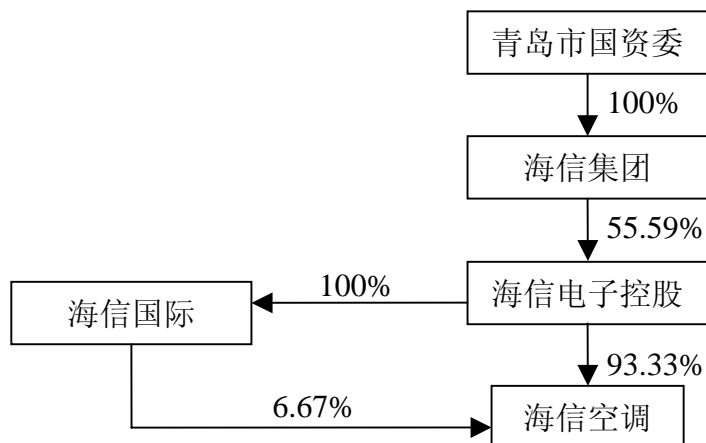 青岛市国资委
100%
海信集团
55.59%
海信电子控股
100%
海信国际
93.33%
6.67%
海信空调